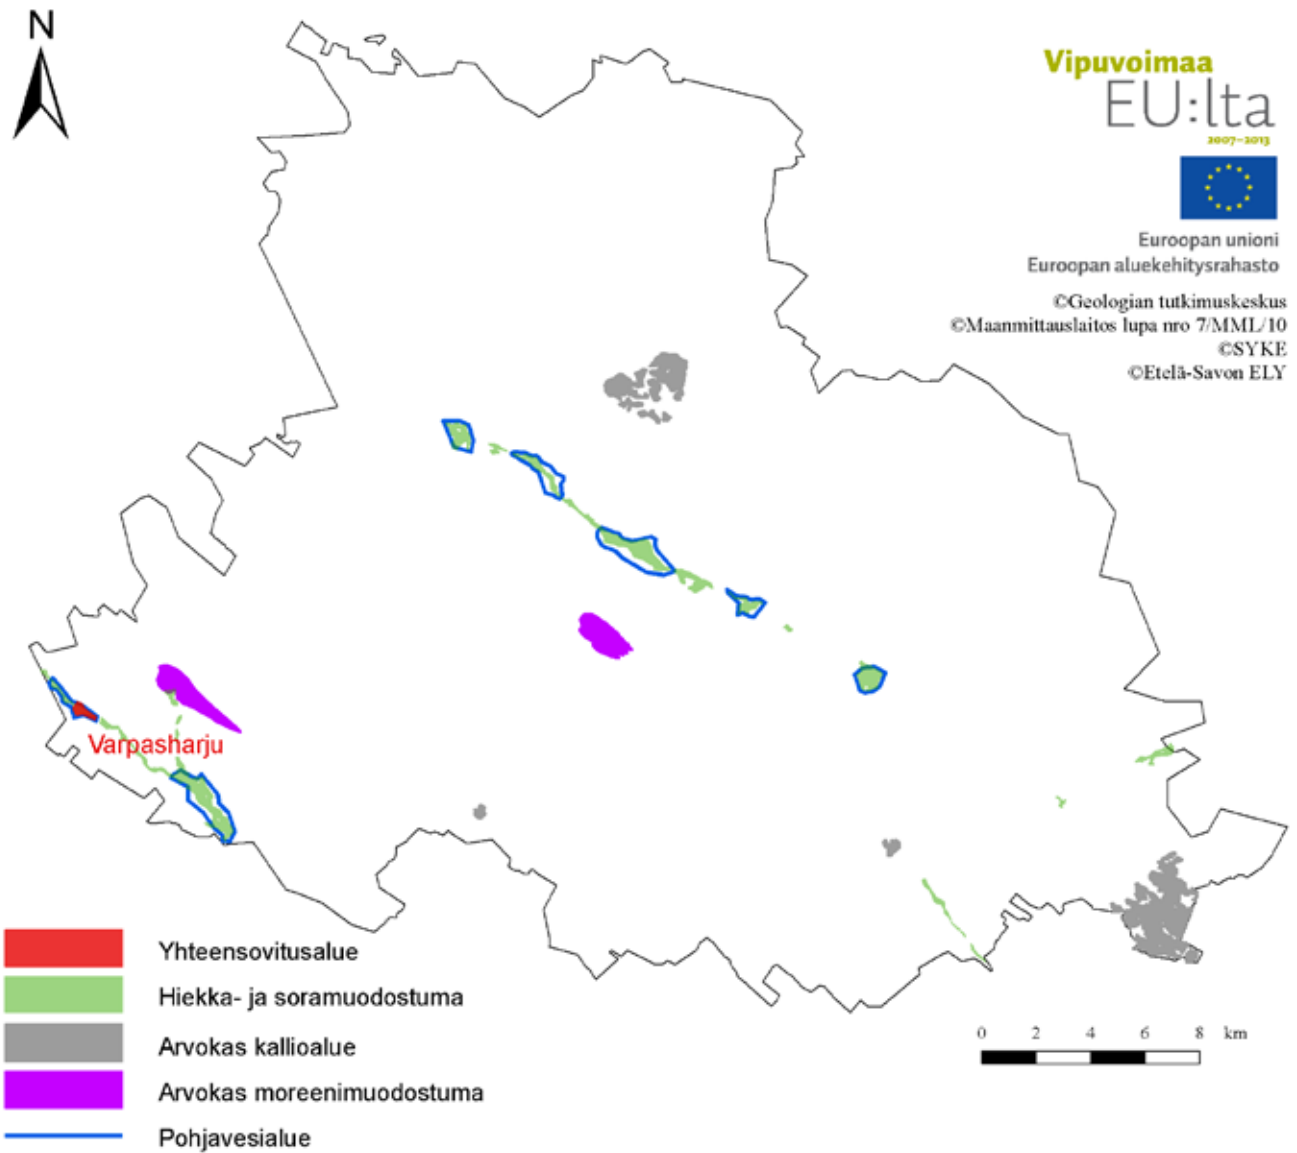 N
Vipuvoimaa
EU:lta
2007–2013
Euroopan unioni
Euroopan aluekehitysrahasto
©Geologian tutkimuskeskus
©Maanmittauslaitos lupa nro 7/MML/10
©SYKE
©Etelä-Savon ELY
Varpasharju
Yhteensovitusalue
Hiekka- ja soramuodostuma
Arvokas kallioalue
Arvokas moreenimuodostuma
Pohjavesialue
0 2 4 6 8 km